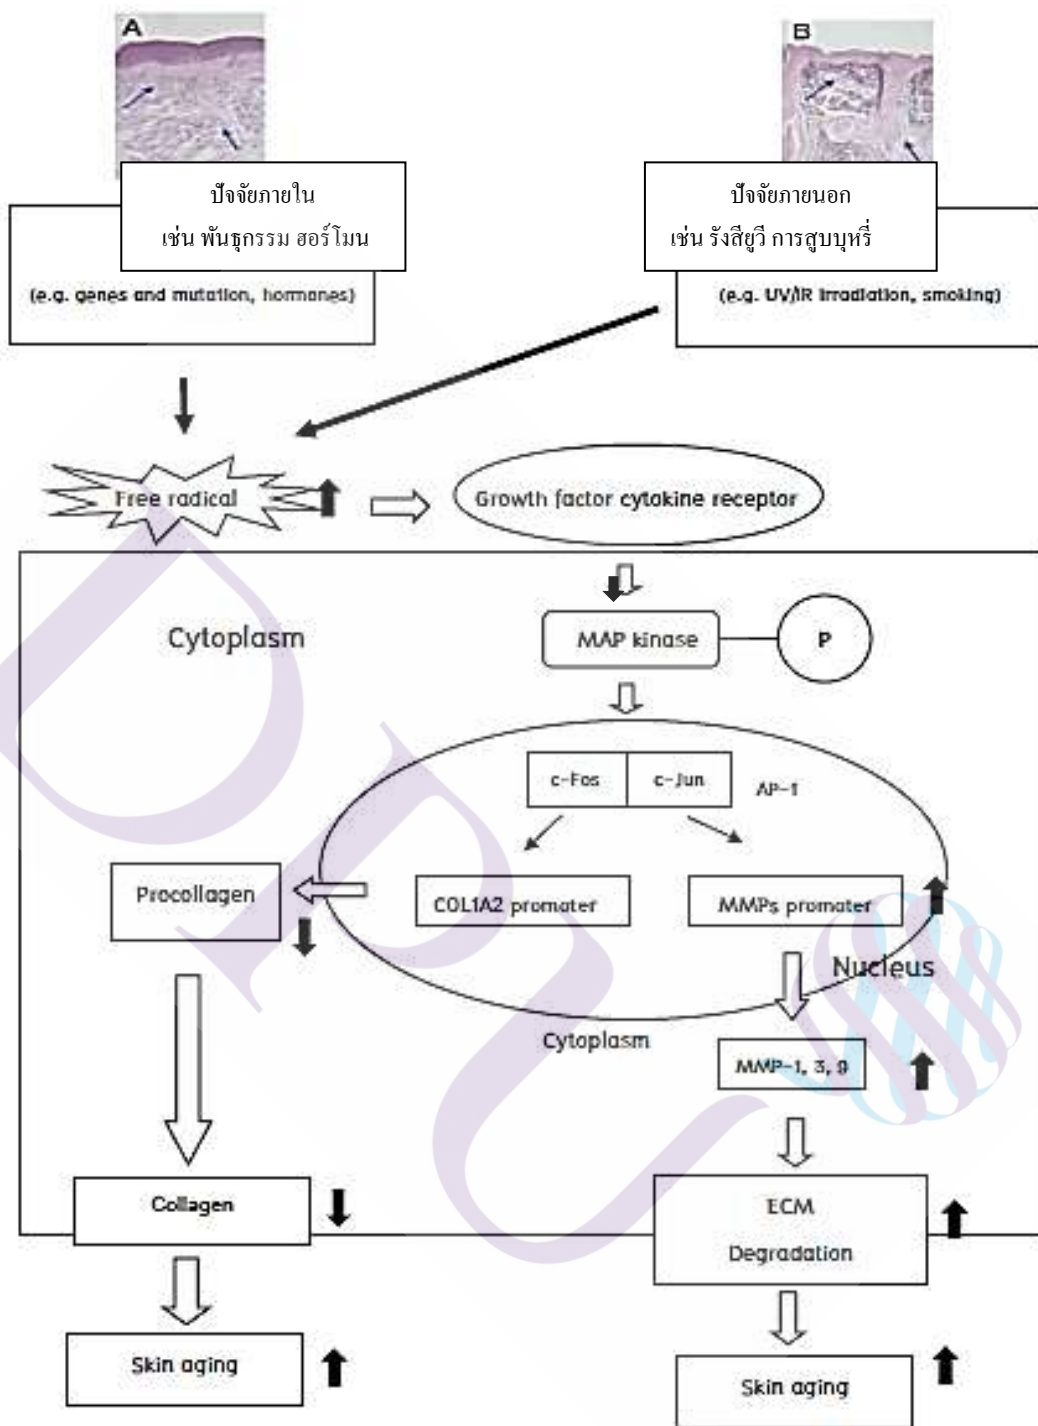 A
B
ปัจจัยภายใน
เช่น พันธุกรรม ฮอร์โมน
ปัจจัยภายนอก
เช่น รังสียูวี การสูบบุหรี่
(e.g. genes and mutation, hormones)
(e.g. UV/IR irradiation, smoking)
Free radical
Growth factor cytokine receptor
Cytoplasm
MAP kinase
P
c-Fos
c-Jun
AP-1
Procollagen
COL1A2 promoter
MMPs promoter
Nucleus
Cytoplasm
MMP-1, 3, 9
Collagen
ECM
Degradation
Skin aging
Skin aging
DPU